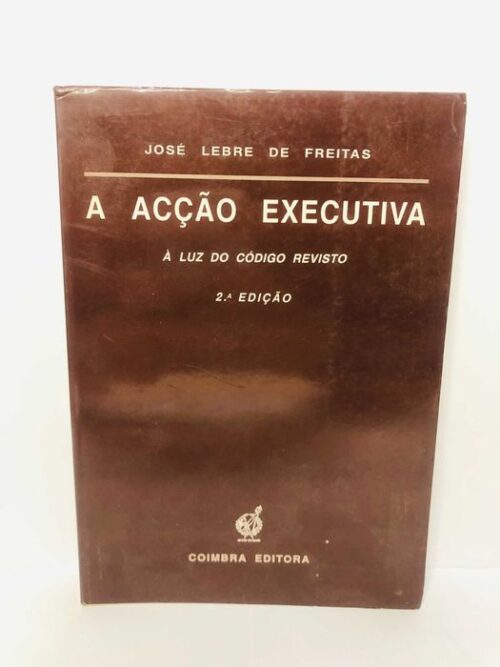 JOSÉ LEBRE DE FREITAS
A ACÇÃO EXECUTIVA
À LUZ DO CÓDIGO REVISTO
2.ª EDIÇÃO
COIMBRA EDITORA